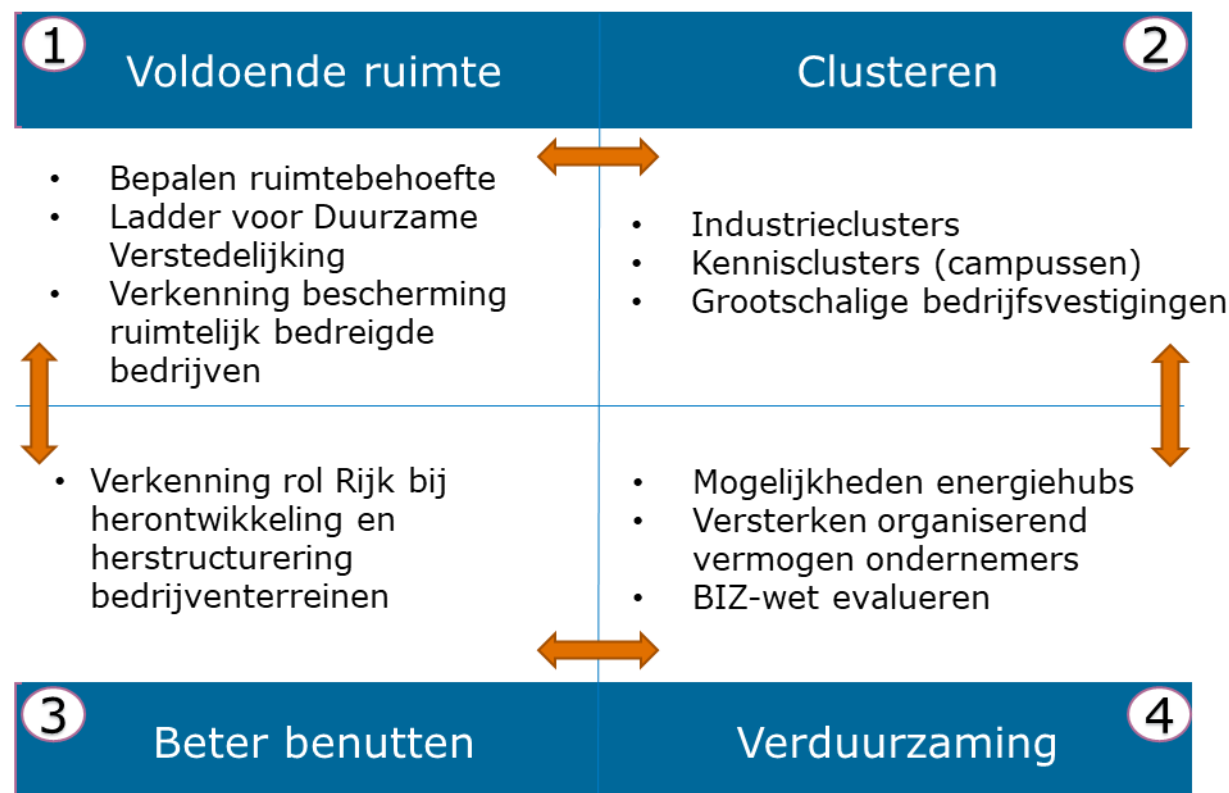 1
Voldoende ruimte
2
Clusteren
• Bepalen ruimtebehoefte
• Ladder voor Duurzame
Verstedelijking
• Verkenning bescherming
ruimtelijk bedreigde
bedrijven
• Industrieclusters
• Kennisclusters (campussen)
• Grootschalige bedrijfsvestigingen
• Verkenning rol Rijk bij
herontwikkeling en
herstructurering
bedrijventerreinen
• Mogelijkheden energiehubs
• Versterken organiserend
vermogen ondernemers
• BIZ-wet evalueren
3
Beter benutten
4
Verduurzaming